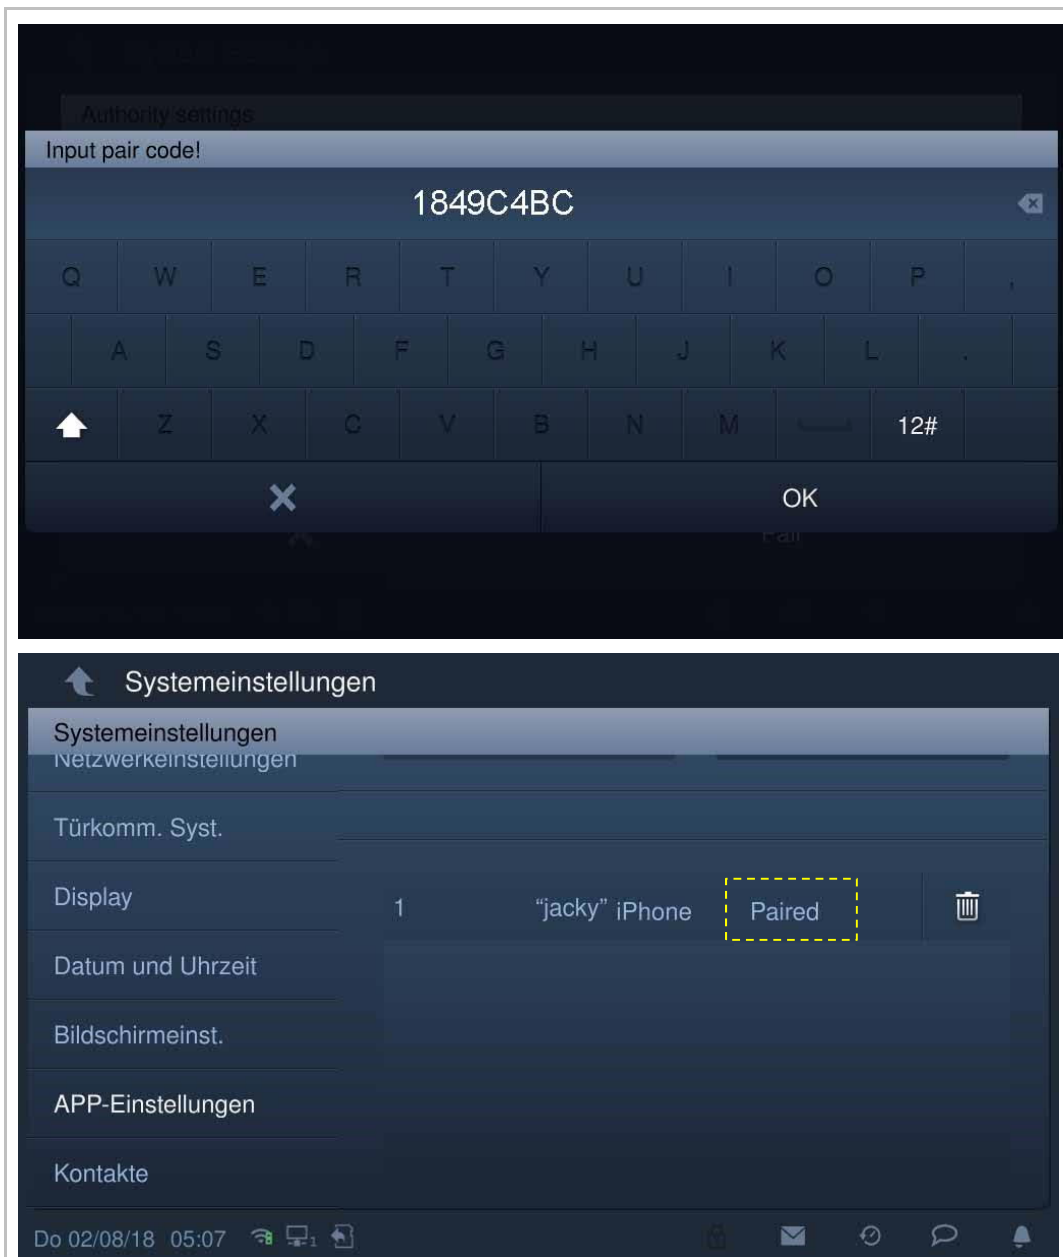 Authority settings
Input pair code!
1849C4BC
Q W E R T Y U I O P ,
A S D F G H J K L .
Z X C V B N M 12#
OK
Pair
Systemeinstellungen
Systemeinstellungen
Netzwerkeinstellungen
Türkomm. Syst.
Display
1 “jacky” iPhone Paired
Datum und Uhrzeit
Bildschirmeinst.
APP-Einstellungen
Kontakte
Do 02/08/18 05:07 1